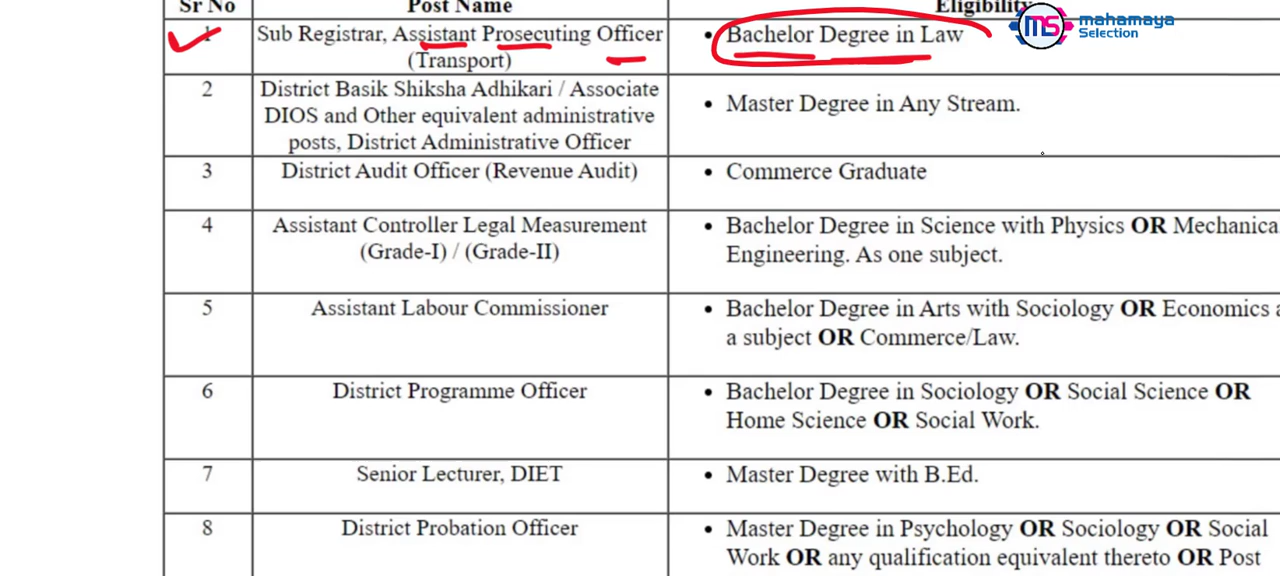 Sr No Post Name Eligibility
mahamaya
Selection
1 Sub Registrar, Assistant Prosecuting Officer • Bachelor Degree in Law
(Transport)
2 District Basik Shiksha Adhikari / Associate
DIOS and Other equivalent administrative • Master Degree in Any Stream.
posts, District Administrative Officer
3 District Audit Officer (Revenue Audit) • Commerce Graduate
4 Assistant Controller Legal Measurement • Bachelor Degree in Science with Physics OR Mechanica
(Grade-I) / (Grade-II) Engineering. As one subject.
5 Assistant Labour Commissioner • Bachelor Degree in Arts with Sociology OR Economics a
a subject OR Commerce/Law.
6 District Programme Officer • Bachelor Degree in Sociology OR Social Science OR
Home Science OR Social Work.
7 Senior Lecturer, DIET • Master Degree with B.Ed.
8 District Probation Officer • Master Degree in Psychology OR Sociology OR Social
Work OR any qualification equivalent thereto OR Post